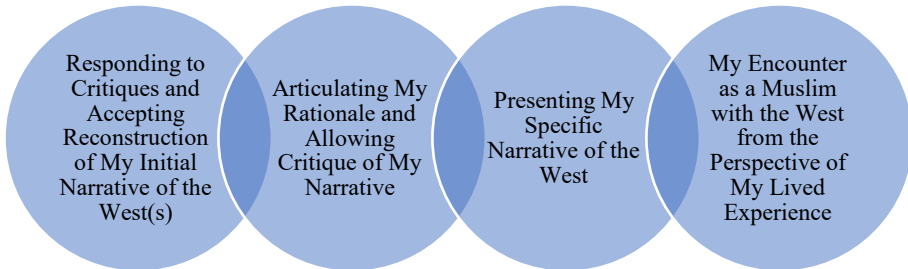 Responding to
Critiques and
Accepting
Reconstruction
of My Initial
Narrative of the
West(s)
Articulating My
Rationale and
Allowing
Critique of My
Narrative
Presenting My
Specific
Narrative of the
West
My Encounter
as a Muslim
with the West
from the
Perspective of
My Lived
Experience